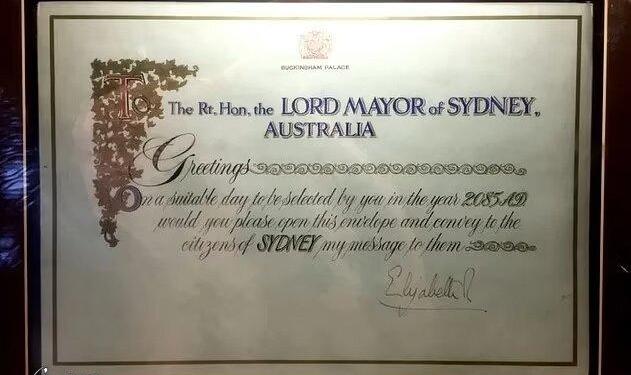 BUCKINGHAM PALACE
To The Rt. Hon. the LORD MAYOR of SYDNEY,
AUSTRALIA
Greetings
On a suitable day to be selected by you in the year 2085 A.D
would you please open this envelope and convey to the
citizens of SYDNEY my message to them
Elizabeth R